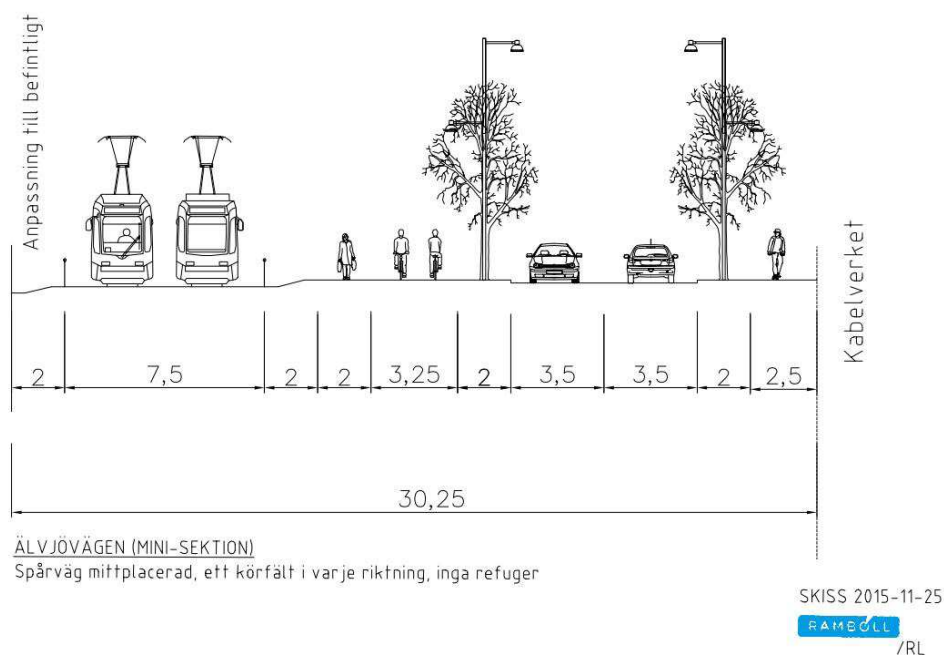 Anpassning till befintligt
Kabelverket
2 7,5 2 2 3,25 2 3,5 3,5 2 2,5
30,25
ÄLVJÖVÄGEN (MINI-SEKTION)
Spårväg mittplacerad, ett körfält i varje riktning, inga refuger
SKISS 2015-11-25
RAMBOLL
/RL